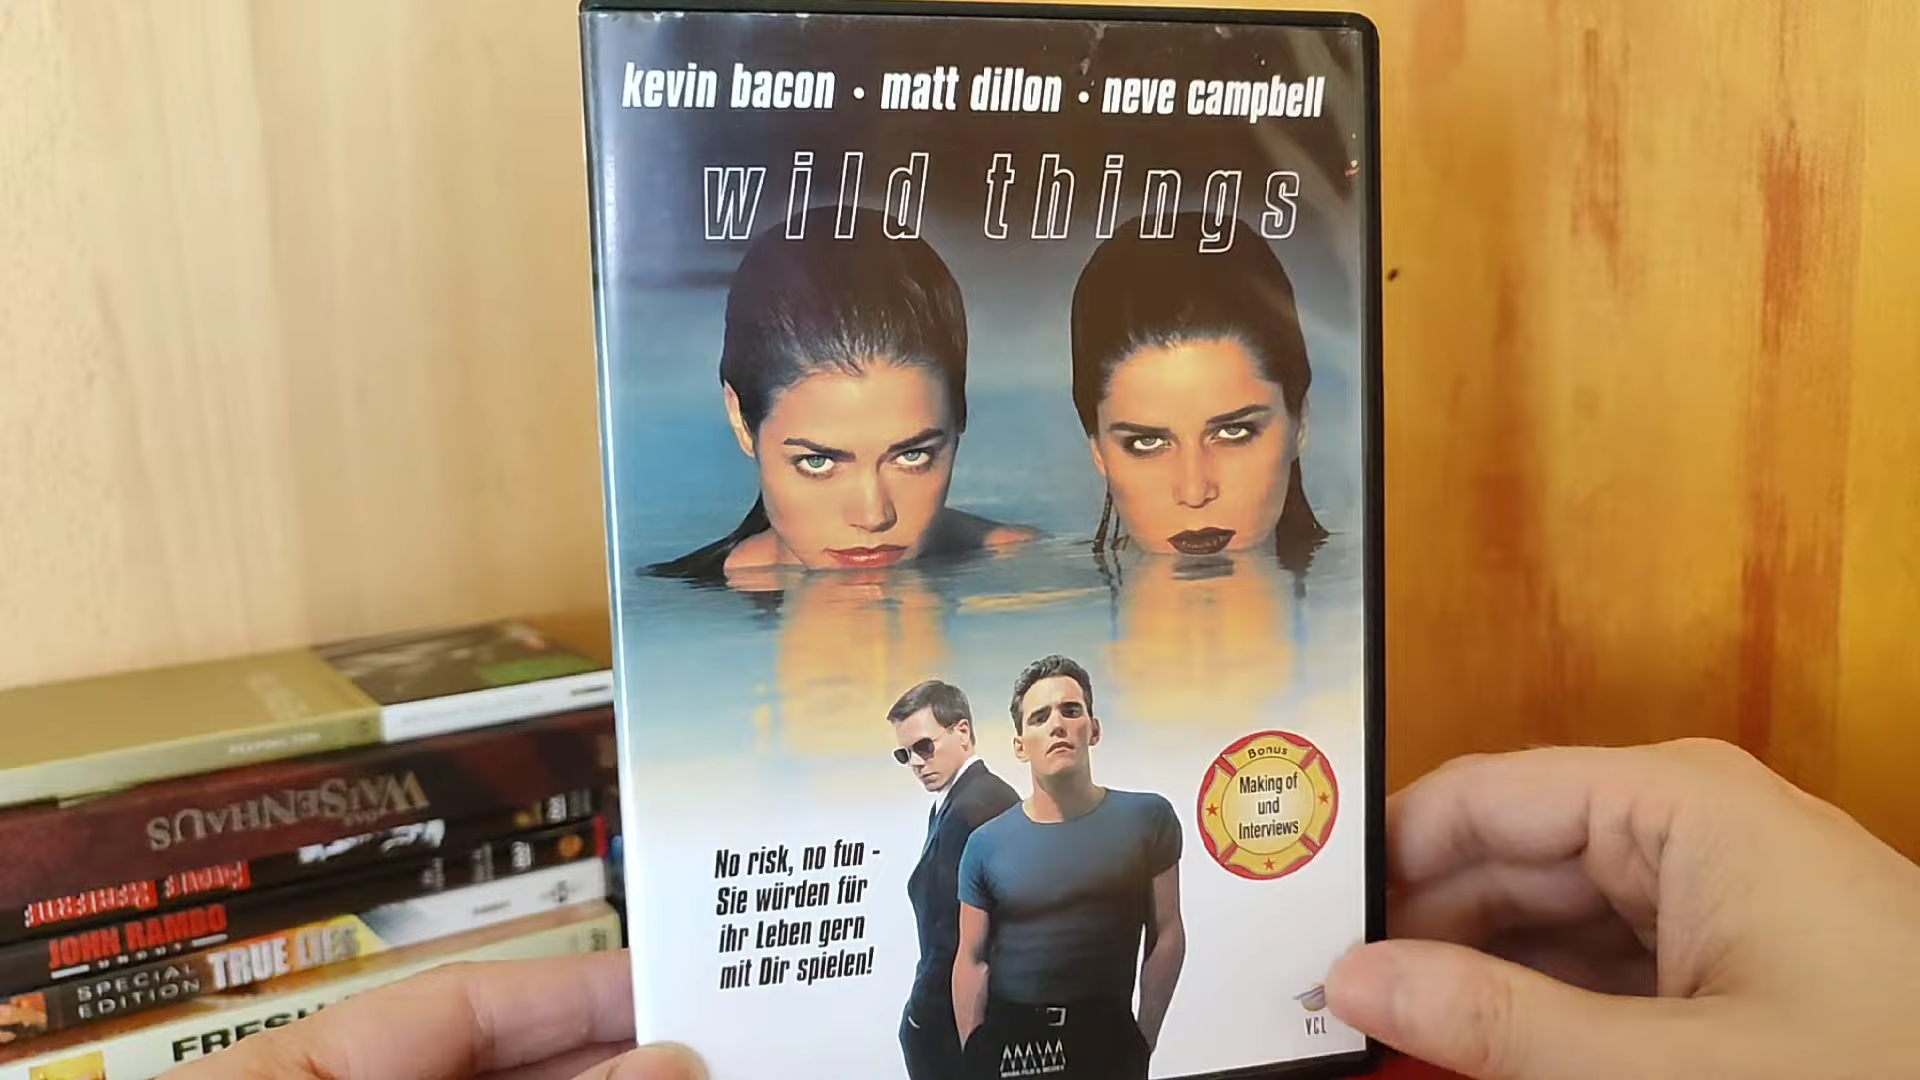 kevin bacon • matt dillon • neve campbell
wild things
No risk, no fun -
Sie würden für
ihr Leben gern
mit Dir spielen!
Bonus
Making of
und
Interviews
VCL
DAS
WAISENHAUS
JOHN RAMBO
SPECIAL
EDITION
TRUE LIES